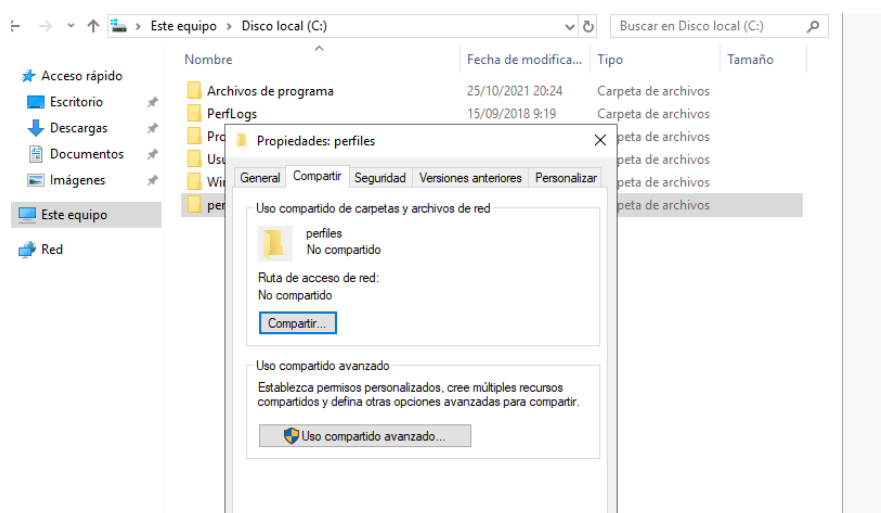 Este equipo > Disco local (C:)
Buscar en Disco local (C:)
Nombre Fecha de modifica... Tipo Tamaño
Acceso rápido
Escritorio
Descargas
Documentos
Imágenes
Este equipo
Red
Archivos de programa 25/10/2021 20:24 Carpeta de archivos
PerfLogs 15/09/2018 9:19 Carpeta de archivos
peta de archivos
peta de archivos
peta de archivos
peta de archivos
Propiedades: perfiles
General Compartir Seguridad Versiones anteriores Personalizar
Uso compartido de carpetas y archivos de red
perfiles
No compartido
Ruta de acceso de red:
No compartido
Compartir...
Uso compartido avanzado
Establezca permisos personalizados, cree múltiples recursos
compartidos y defina otras opciones avanzadas para compartir.
Uso compartido avanzado...